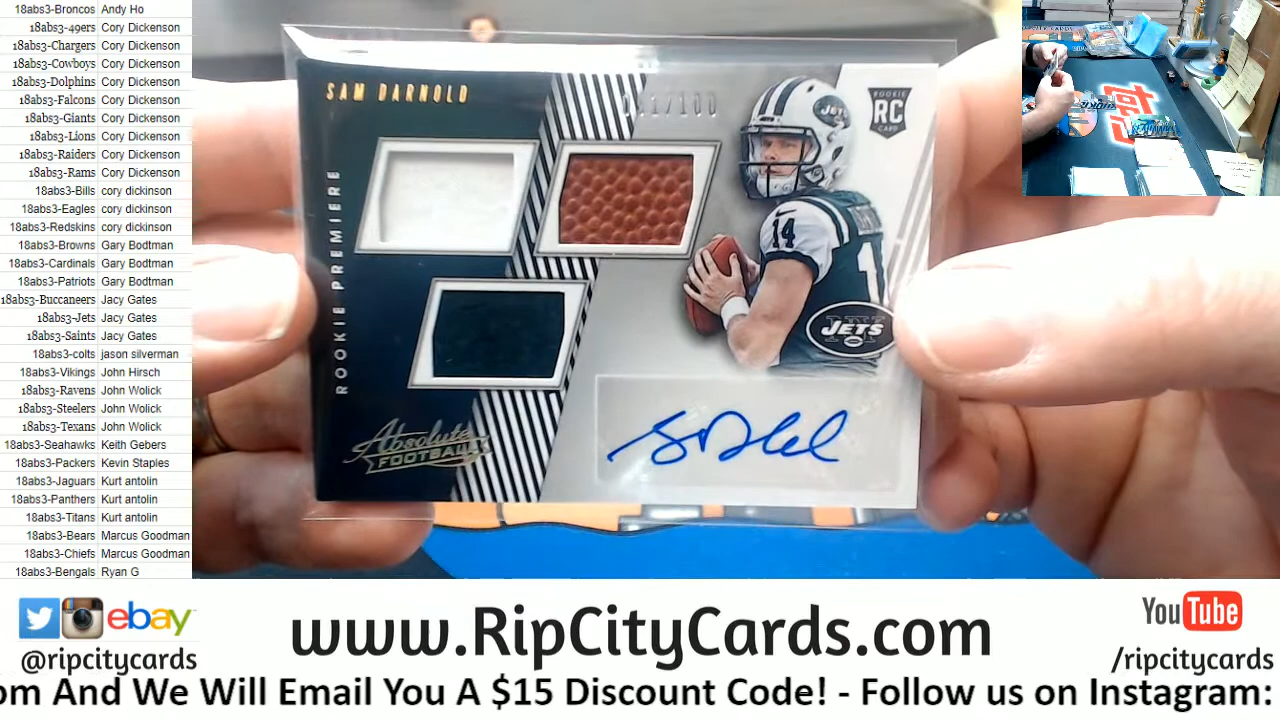 18abs3-Broncos Andy Ho
18abs3-49ers Cory Dickenson
18abs3-Chargers Cory Dickenson
18abs3-Cowboys Cory Dickenson
18abs3-Dolphins Cory Dickenson
18abs3-Falcons Cory Dickenson
18abs3-Giants Cory Dickenson
18abs3-Lions Cory Dickenson
18abs3-Raiders Cory Dickenson
18abs3-Rams Cory Dickenson
18abs3-Bills cory dickinson
18abs3-Eagles cory dickinson
18abs3-Redskins cory dickinson
18abs3-Browns Gary Bodtman
18abs3-Cardinals Gary Bodtman
18abs3-Patriots Gary Bodtman
18abs3-Buccaneers Jacy Gates
18abs3-Jets Jacy Gates
18abs3-Saints Jacy Gates
18abs3-colts jason silverman
18abs3-Vikings John Hirsch
18abs3-Ravens John Wolick
18abs3-Steelers John Wolick
18abs3-Texans John Wolick
18abs3-Seahawks Keith Gebers
18abs3-Packers Kevin Staples
18abs3-Jaguars Kurt antolin
18abs3-Panthers Kurt antolin
18abs3-Titans Kurt antolin
18abs3-Bears Marcus Goodman
18abs3-Chiefs Marcus Goodman
18abs3-Bengals Ryan G
SAM DARNOLD
/100
ROOKIE
RC
CARD
JETS
14
ROOKIE PREMIERE
NY
JETS
Absolute
FOOTBALL
ebay
@ripcitycards
www.RipCityCards.com
YouTube
/ripcitycards
om And We Will Email You A $15 Discount Code! - Follow us on Instagram: